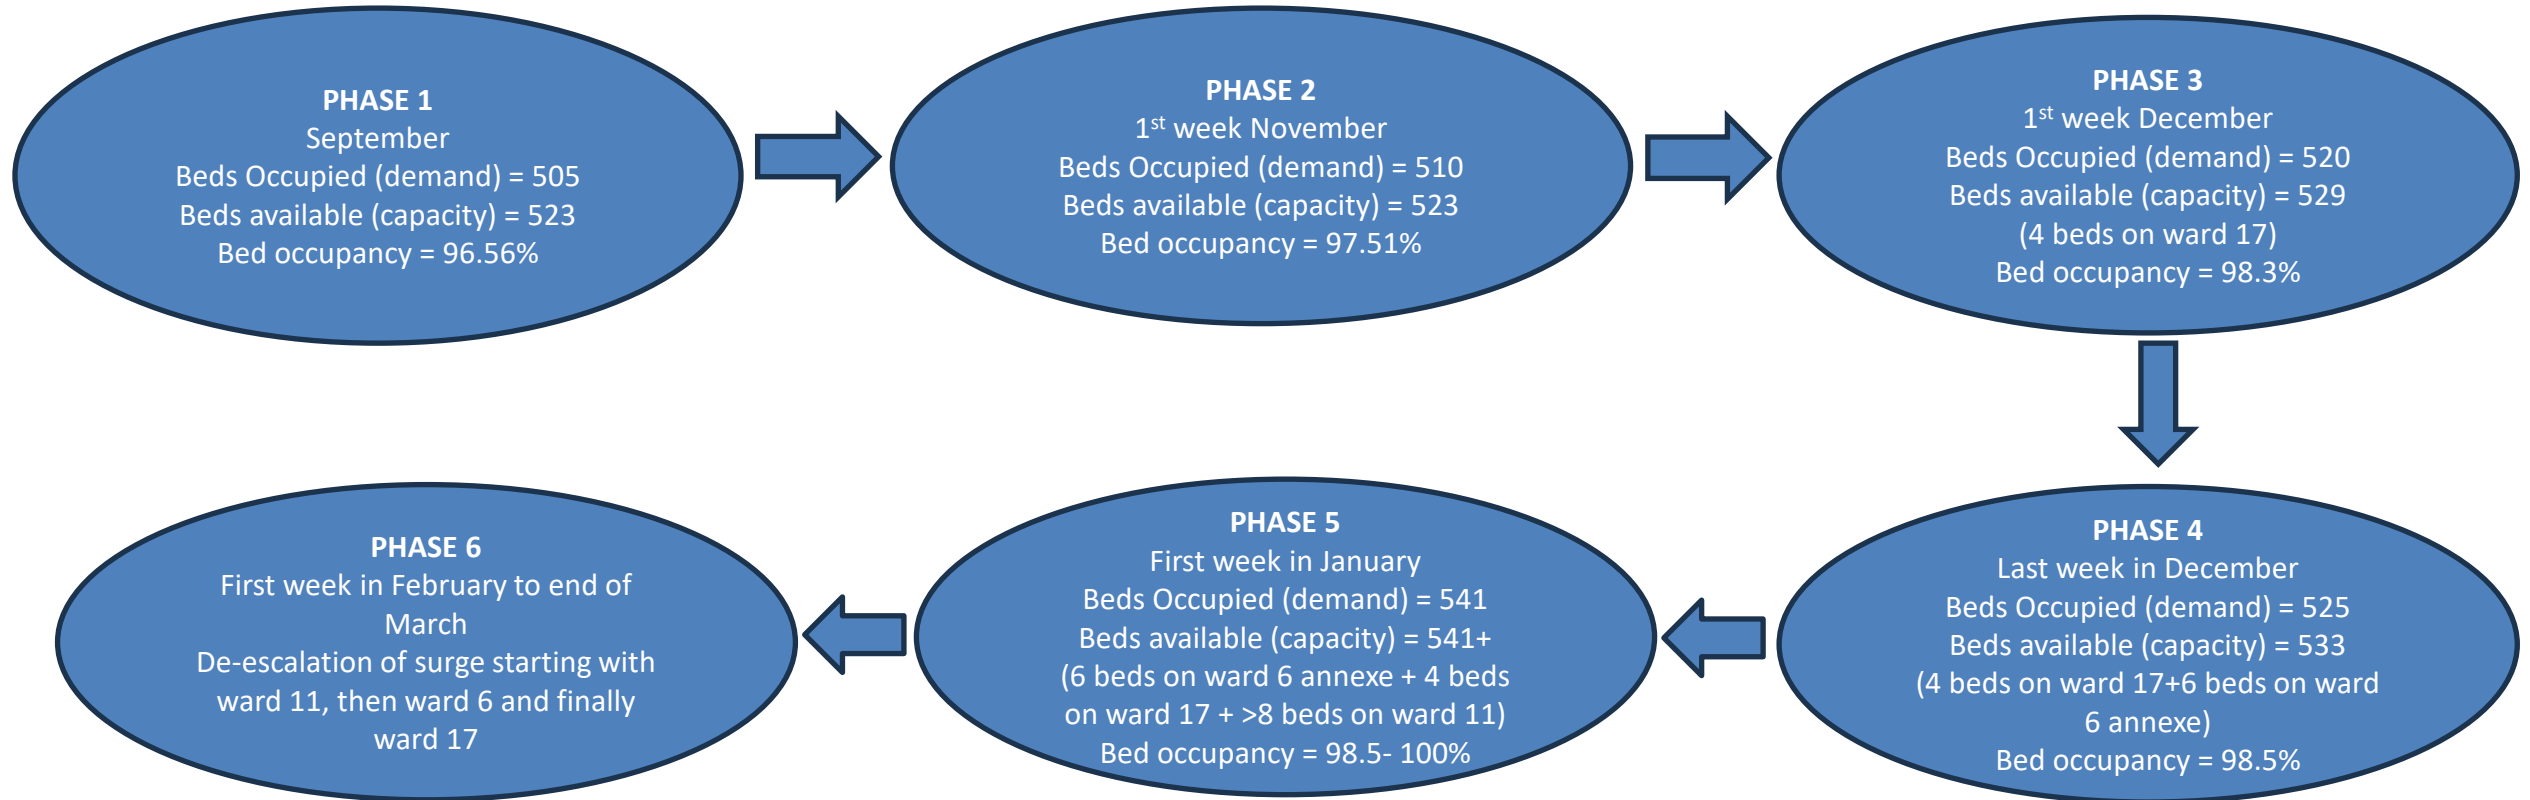 PHASE 1
September
Beds Occupied (demand) = 505
Beds available (capacity) = 523
Bed occupancy = 96.56%
PHASE 2
1st week November
Beds Occupied (demand) = 510
Beds available (capacity) = 523
Bed occupancy = 97.51%
PHASE 3
1st week December
Beds Occupied (demand) = 520
Beds available (capacity) = 529
(4 beds on ward 17)
Bed occupancy = 98.3%
PHASE 4
Last week in December
Beds Occupied (demand) = 525
Beds available (capacity) = 533
(4 beds on ward 17+6 beds on ward
6 annexe)
Bed occupancy = 98.5%
PHASE 5
First week in January
Beds Occupied (demand) = 541
Beds available (capacity) = 541+
(6 beds on ward 6 annexe + 4 beds
on ward 17 + >8 beds on ward 11)
Bed occupancy = 98.5- 100%
PHASE 6
First week in February to end of
March
De-escalation of surge starting with
ward 11, then ward 6 and finally
ward 17